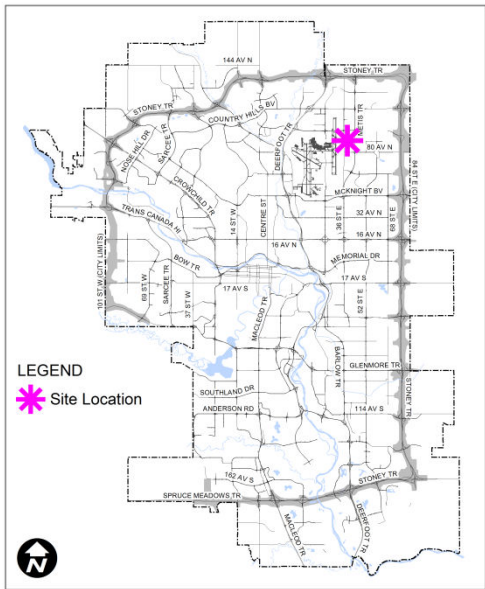 144 AV N
STONEY TR
STONEY TR
COUNTRY HILLS BV
NOSE HILL DR
SARCEE TR
DEERFOOT TR
80 AV N
CROWCHILD TR
MCKNIGHT BV
TRANS CANADA HI
14 ST W
CENTRE ST
36 ST E
32 AV N
68 ST E
84 ST E (CITY LIMITS)
16 AV N
16 AV N
101 ST W (CITY LIMITS)
BOW TR
MEMORIAL DR
69 ST W
SARCEE TR
37 ST W
17 AV S
17 AV S
MACLEOD TR
52 ST E
BARLOW TR
GLENMORE TR
LEGEND
Site Location
SOUTHLAND DR
ANDERSON RD
114 AV S
STONEY TR
162 AV S
STONEY TR
SPRUCE MEADOWS TR
MACLEOD TR
DEERFOOT TR
N